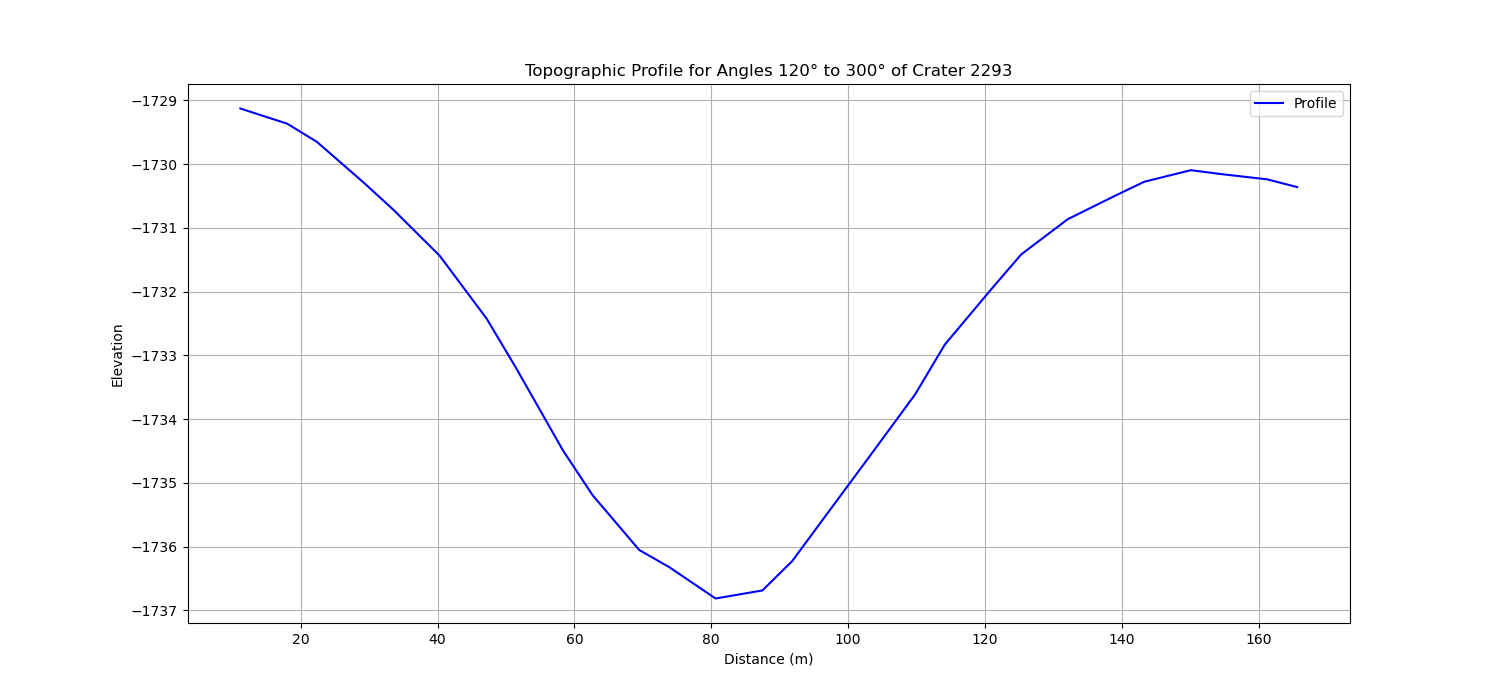 Topographic Profile for Angles 120° to 300° of Crater 2293
Profile
−1729
−1730
−1731
−1732
−1733
−1734
−1735
−1736
−1737
Elevation
20 40 60 80 100 120 140 160
Distance (m)